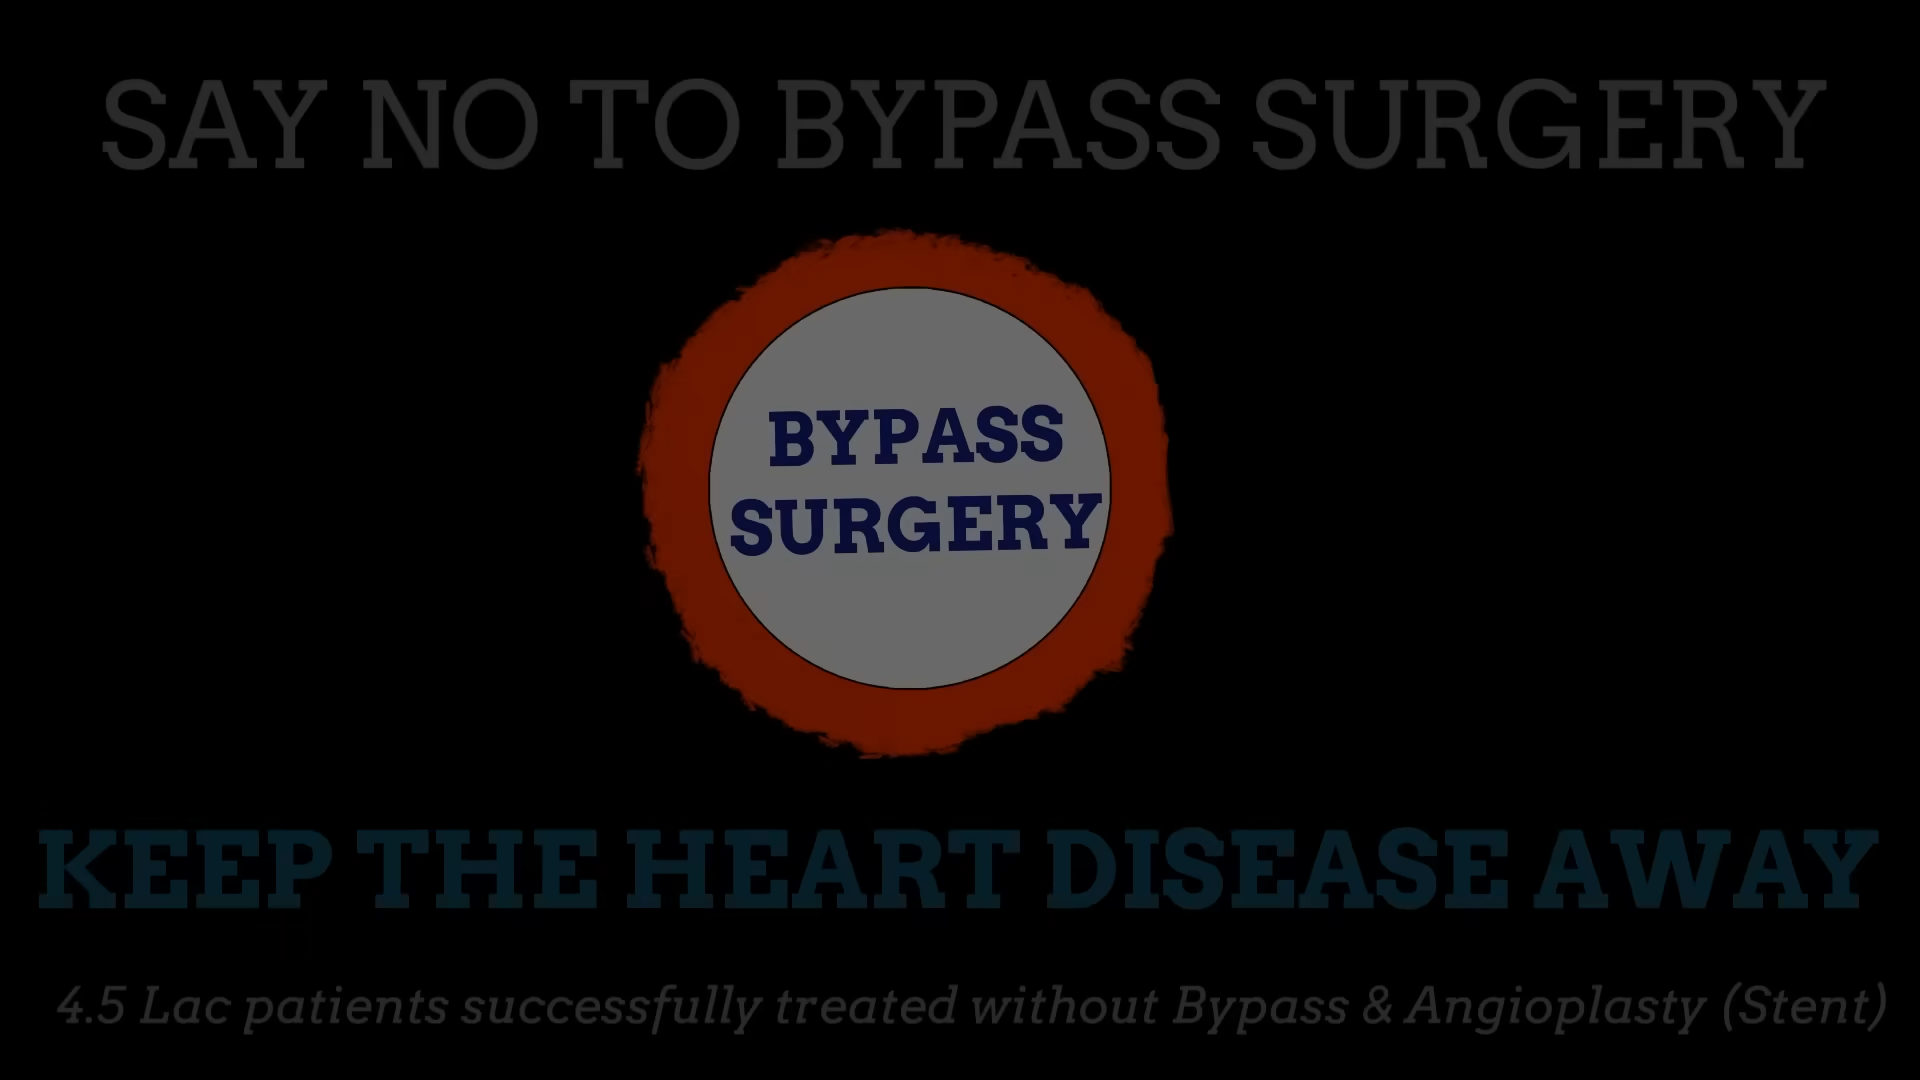 SAY NO TO BYPASS SURGERY
BYPASS
SURGERY
KEEP THE HEART DISEASE AWAY
4.5 Lac patients successfully treated without Bypass & Angioplasty (Stent)